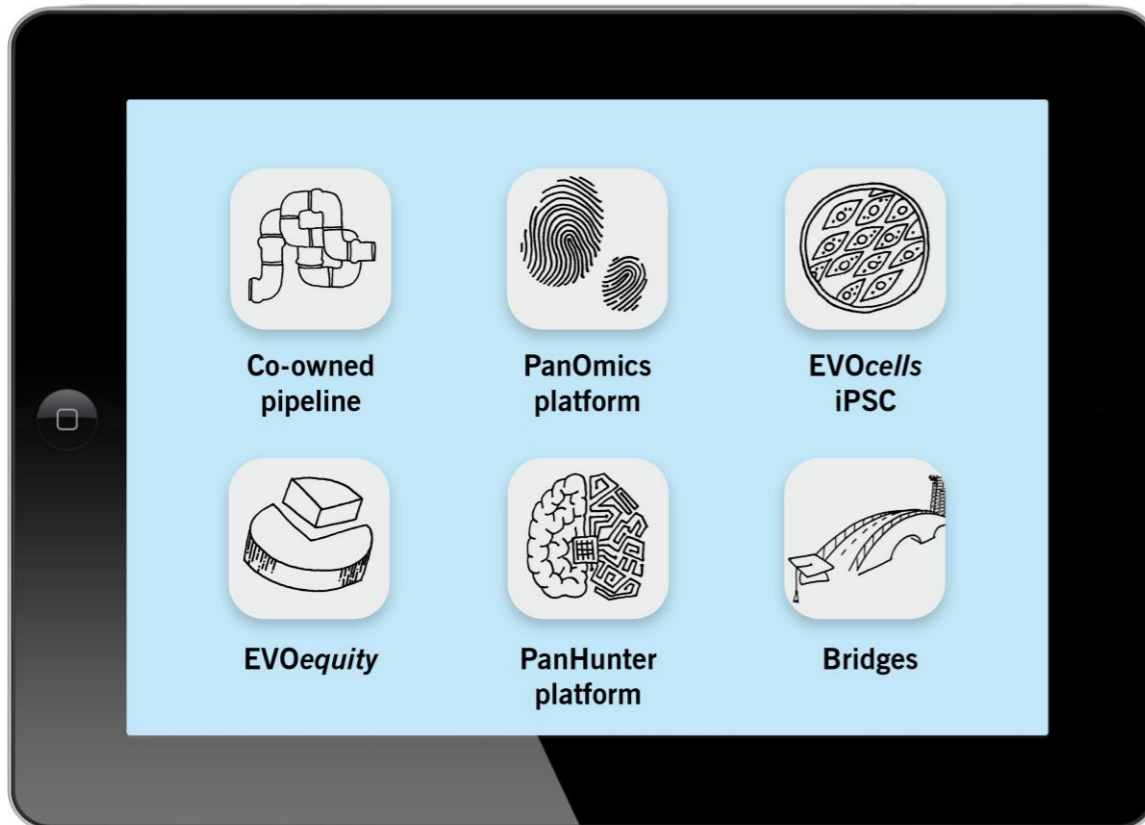 Co-owned
pipeline
PanOmics
platform
EVOcells
iPSC
EVOequity
PanHunter
platform
Bridges